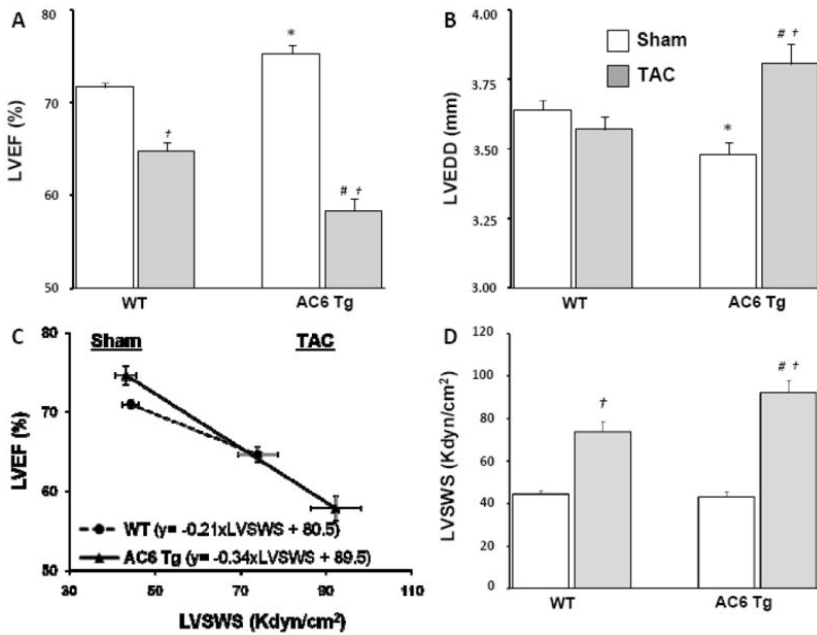 A
LVEF (%)
80
70
60
50
*
†
# †
WT
AC6 Tg
B
LVEDD (mm)
4.00
3.75
3.50
3.25
3.00
Sham
TAC
*
# †
WT
AC6 Tg
C
Sham
TAC
LVEF (%)
80
70
60
50
WT (y= -0.21xLVSWS + 80.5)
AC6 Tg (y= -0.34xLVSWS + 89.5)
30
50
70
90
110
LVSWS (Kdyn/cm²)
D
LVSWS (Kdyn/cm²)
120
100
80
60
40
20
0
†
# †
WT
AC6 Tg